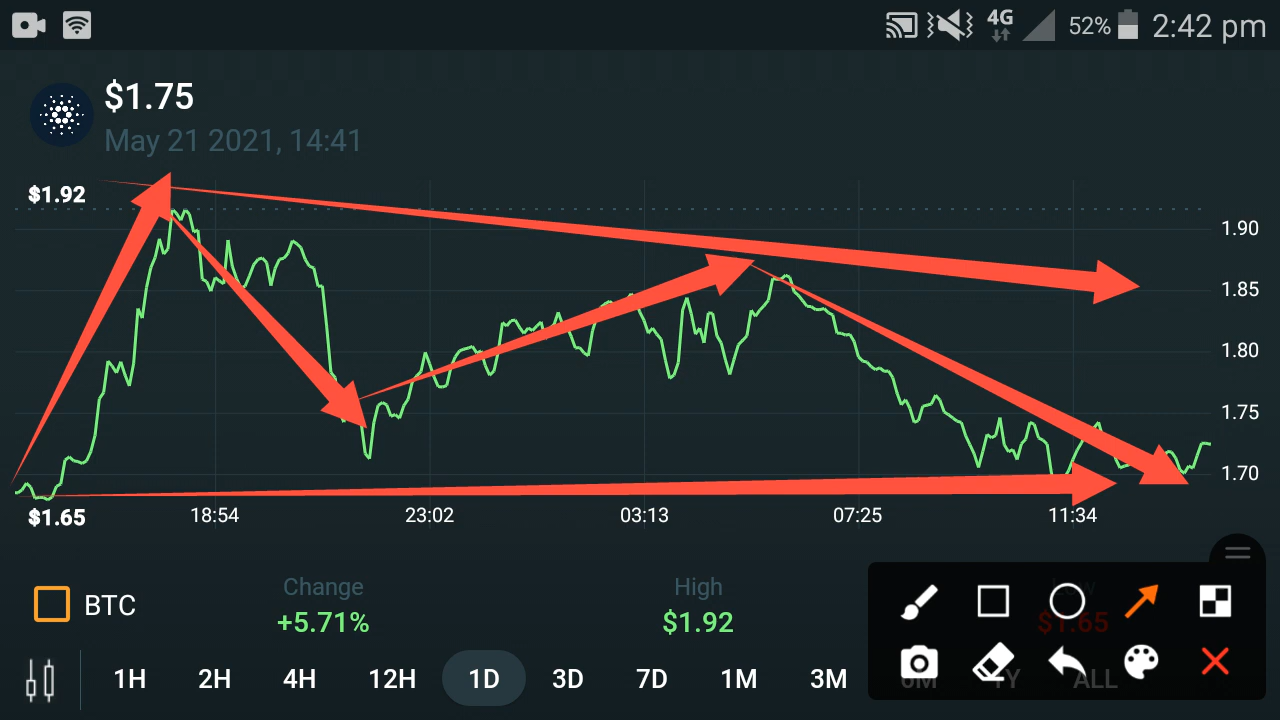 4G 52% 2:42 pm
$1.75
May 21 2021, 14:41
$1.92
1.90
1.85
1.80
1.75
1.70
$1.65
18:54 23:02 03:13 07:25 11:34
BTC
Change High
+5.71% $1.92 $1.65
1H 2H 4H 12H 1D 3D 7D 1M 3M 6M 1Y ALL